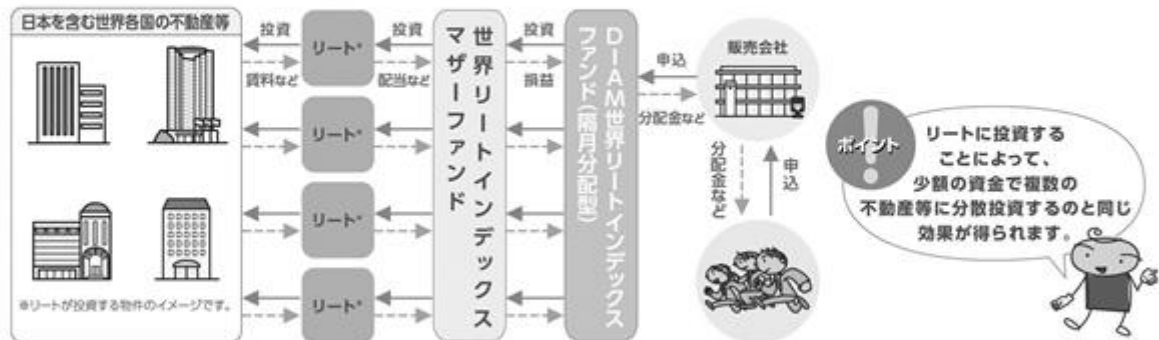 日本を含む世界各国の不動産等
※リートが投資する物件のイメージです。
投資
賃料など
リート*
リート*
リート*
リート*
投資
配当など
世界リートインデックス
マザーファンド
投資
損益
DIAM世界リートインデックス
ファンド(隔月分配型)
申込
分配金など
販売会社
分配金など
申込
ポイント
リートに投資する
ことによって、
少額の資金で複数の
不動産等に分散投資するのと同じ
効果が得られます。